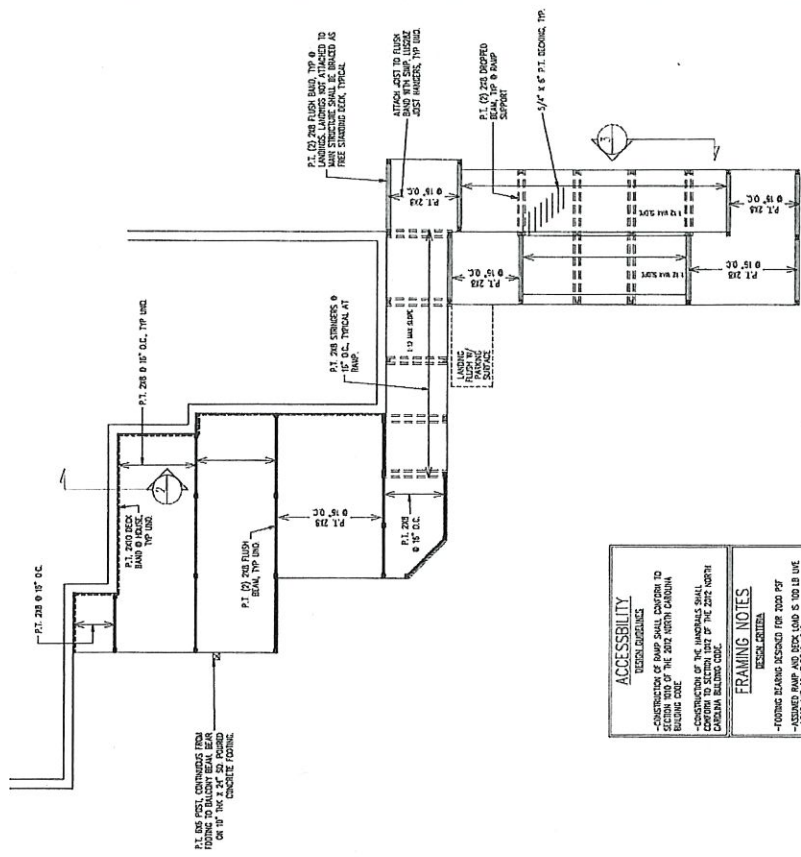 P.T. 2X8 @ 16" OC.
P.T. 2X10 DECK
BAND @ HOUSE,
TYP UNO.
2
P.T. 2X8 @ 16" O.C., TYP UNO.
P.T. 6X6 POST, CONTINUOUS FROM
FOOTING TO BALCONY BEAM. BEAR
ON 10" THK X 24" SQ. POURED
CONCRETE FOOTING.
P.T. (2) 2X8 FLUSH
BEAM, TYP UNO.
P.T. 2X8
@ 16" O.C.
P.T. 2X8
@ 16" O.C.
P.T. 2X8 STRINGERS @
16" O.C., TYPICAL AT
RAMP.
1:12 MAX SLOPE
LANDING
FLUSH W/
PARKING
SURFACE
P.T. (2) 2X8 FLUSH BAND, TYP @
LANDINGS. LANDINGS NOT ATTACHED TO
MAIN STRUCTURE SHALL BE BRACED AS
FREE STANDING DECK, TYPICAL
ATTACH JOIST TO FLUSH
BAND WITH SIMP. LUS28Z
JOIST HANGERS, TYP UNO.
P.T. (2) 2X8 DROPPED
BEAM, TYP @ RAMP
SUPPORT
5/4" X 6" P.T. DECKING, TYP.
3
P.T. 2X8
@ 16" O.C.
P.T. 2X8
@ 16" O.C.
1:12 MAX SLOPE
1:12 MAX SLOPE
P.T. 2X8
@ 16" O.C.
P.T. 2X8
@ 16" O.C.
ACCESSBILITY
DESIGN GUIDELINES
-CONSTRUCTION OF RAMP SHALL CONFORM TO
SECTION 1010 OF THE 2012 NORTH CAROLINA
BUILDING CODE
-CONSTRUCTION OF THE HANDRAILS SHALL
CONFORM TO SECTION 1012 OF THE 2012 NORTH
CAROLINA BUILDING CODE.
FRAMING NOTES
DESIGN CRITERIA
-FOOTING BEARING DESIGNED FOR 2000 PSF
-ASSUMED RAMP AND DECK LOAD IS 100 LB LIVE